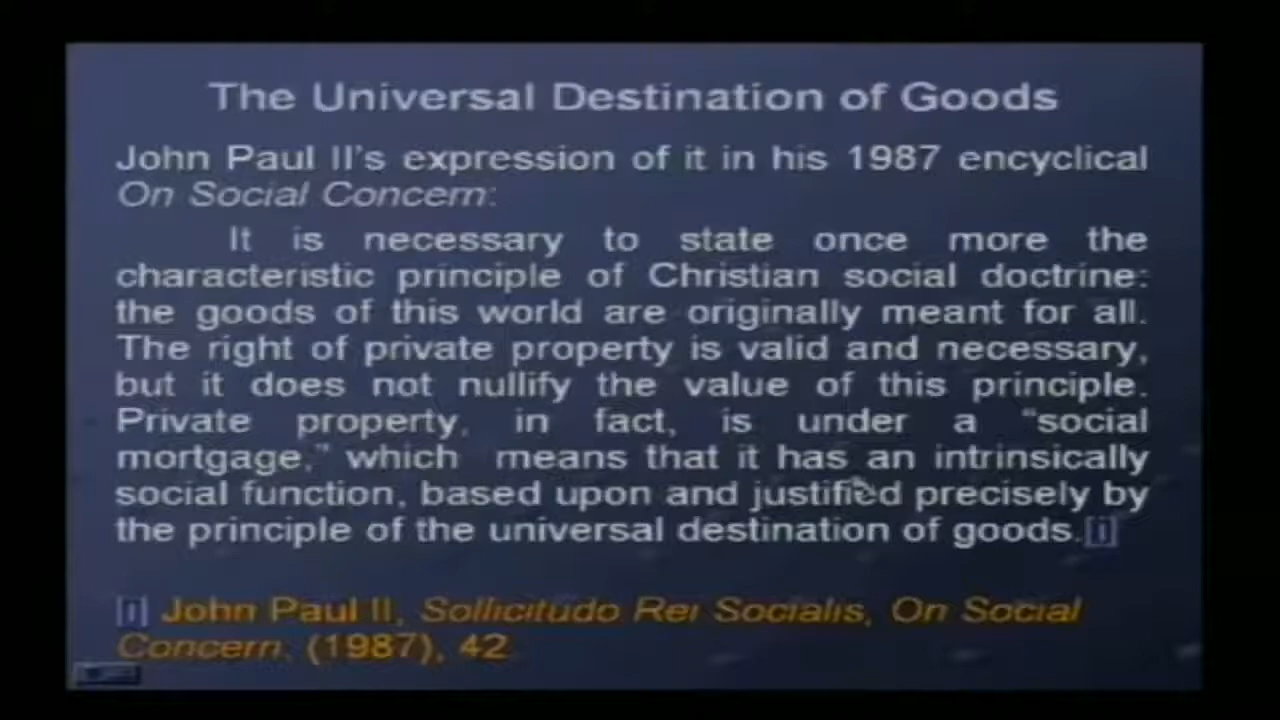 The Universal Destination of Goods
John Paul II's expression of it in his 1987 encyclical
On Social Concern:
It is necessary to state once more the
characteristic principle of Christian social doctrine:
the goods of this world are originally meant for all.
The right of private property is valid and necessary,
but it does not nullify the value of this principle.
Private property, in fact, is under a "social
mortgage," which means that it has an intrinsically
social function, based upon and justified precisely by
the principle of the universal destination of goods.[i]
[i] John Paul II, Sollicitudo Rei Socialis, On Social
Concern, (1987), 42